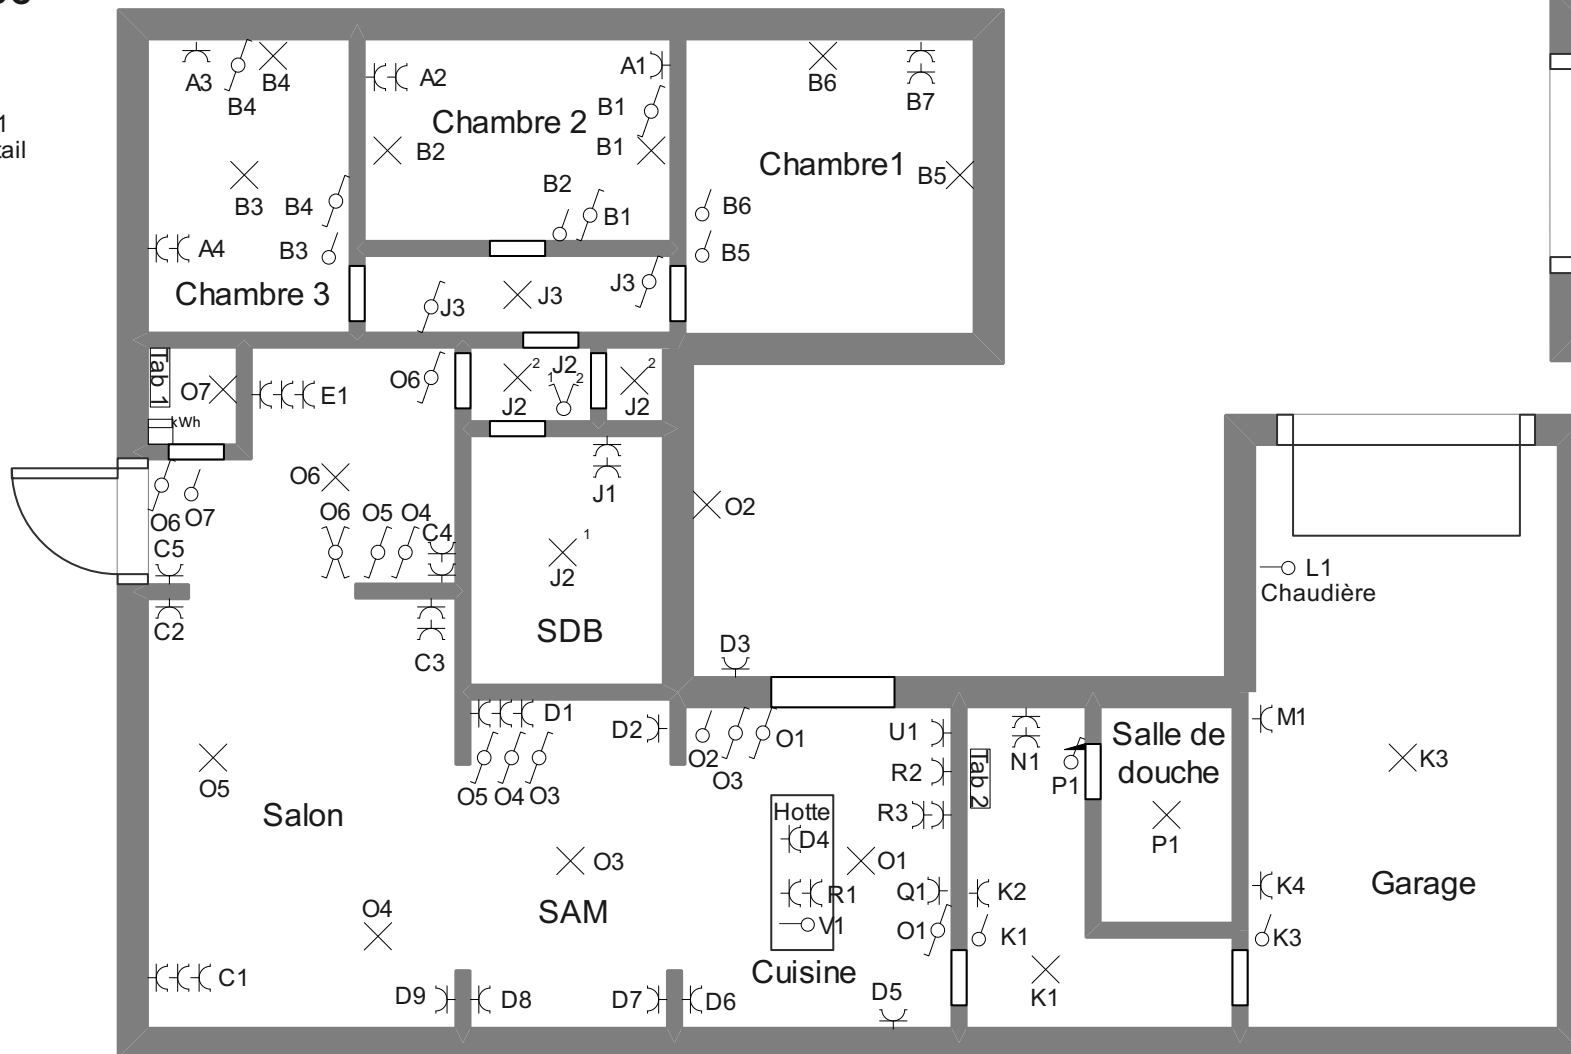 A3
B4
B4
A2
A1
B6
B7
B1
Chambre 2
1
tail
B2
B1
Chambre1
B5
B3
B4
B2
B1
B6
A4
B3
B5
Chambre 3
J3
J3
J3
Tab 1
O7
E1
O6
J2
2
J2
1
2
2
J2
kWh
O6
J1
O2
O6
O7
O6
O5
O4
C4
C5
1
J2
L1
Chaudière
C2
C3
SDB
D3
D1
D2
O2
O3
O1
U1
N1
Salle de
douche
M1
R2
Tab 2
P1
K3
O5
O5
O4
O3
Salon
Hotte
R3
D4
P1
O3
O1
R1
Q1
K2
K4
Garage
SAM
O4
V1
O1
K1
K3
Cuisine
C1
D9
D8
D7
D6
D5
K1